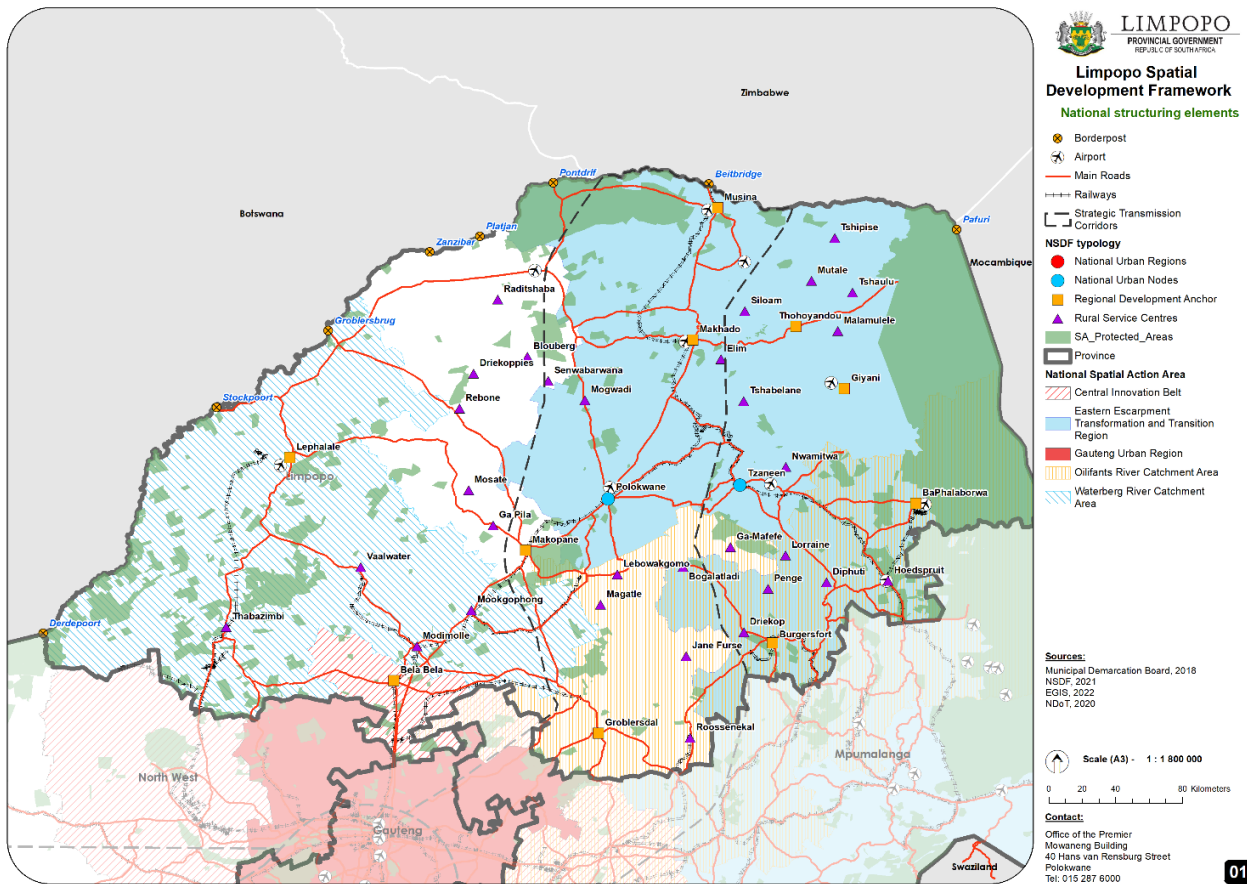 LIMPOPO
PROVINCIAL GOVERNMENT
REPUBLIC OF SOUTH AFRICA
Limpopo Spatial
Development Framework
National structuring elements
Borderpost
Airport
Main Roads
Railways
Strategic Transmission
Corridors
NSDF typology
National Urban Regions
National Urban Nodes
Regional Development Anchor
Rural Service Centres
SA_Protected_Areas
Province
National Spatial Action Area
Central Innovation Belt
Eastern Escarpment
Transformation and Transition
Region
Gauteng Urban Region
Oilifants River Catchment Area
Waterberg River Catchment
Area
Sources:
Municipal Demarcation Board, 2018
NSDF, 2021
EGIS, 2022
NDoT, 2020
Scale (A3) - 1 : 1 800 000
0 20 40 80 Kilometers
Contact:
Office of the Premier
Mowaneng Building
40 Hans van Rensburg Street
Polokwane
Tel: 015 287 6000
01
Zimbabwe
Botswana
Mocambique
Swaziland
Pontdrif
Beitbridge
Musina
Platjan
Zanzibar
Pafuri
Tshipise
Raditshaba
Mutale
Tshaulu
Siloam
Thohoyandou
Malamulele
Groblersbrug
Makhado
Blouberg
Elim
Driekoppies
Senwabarwana
Giyani
Mogwadi
Tshabelane
Rebone
Stockpoort
Lephalale
Limpopo
Nwamitwa
Tzaneen
Mosate
Polokwane
BaPhalaborwa
Ga Pila
Makopane
Ga-Mafefe
Lorraine
Vaalwater
Lebowakgomo
Bogalatladi
Penge
Diphuti
Hoedspruit
Mookgophong
Magatle
Thabazimbi
Derdepoort
Modimolle
Driekop
Burgersfort
Jane Furse
Bela Bela
Groblersdal
Roossenekal
North West
Mpumalanga
Gauteng